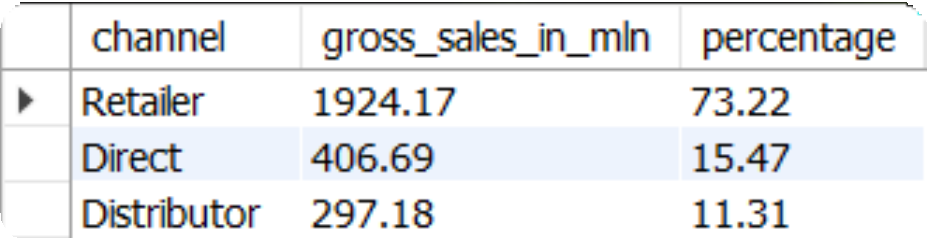 channel gross_sales_in_mln percentage
Retailer 1924.17 73.22
Direct 406.69 15.47
Distributor 297.18 11.31